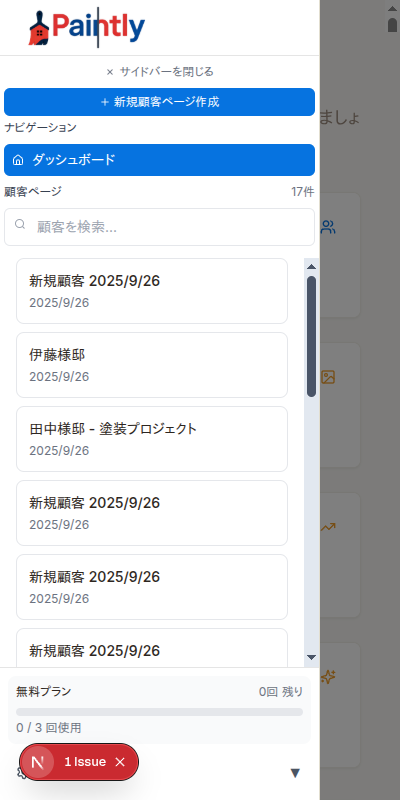 Paintly
× サイドバーを閉じる
+ 新規顧客ページ作成
ナビゲーション
ダッシュボード
顧客ページ 17件
顧客を検索...
新規顧客 2025/9/26
2025/9/26
伊藤様邸
2025/9/26
田中様邸 - 塗装プロジェクト
2025/9/26
新規顧客 2025/9/26
2025/9/26
新規顧客 2025/9/26
2025/9/26
新規顧客 2025/9/26
ましょ
無料プラン 0回 残り
0 / 3 回使用
N 1 Issue ×